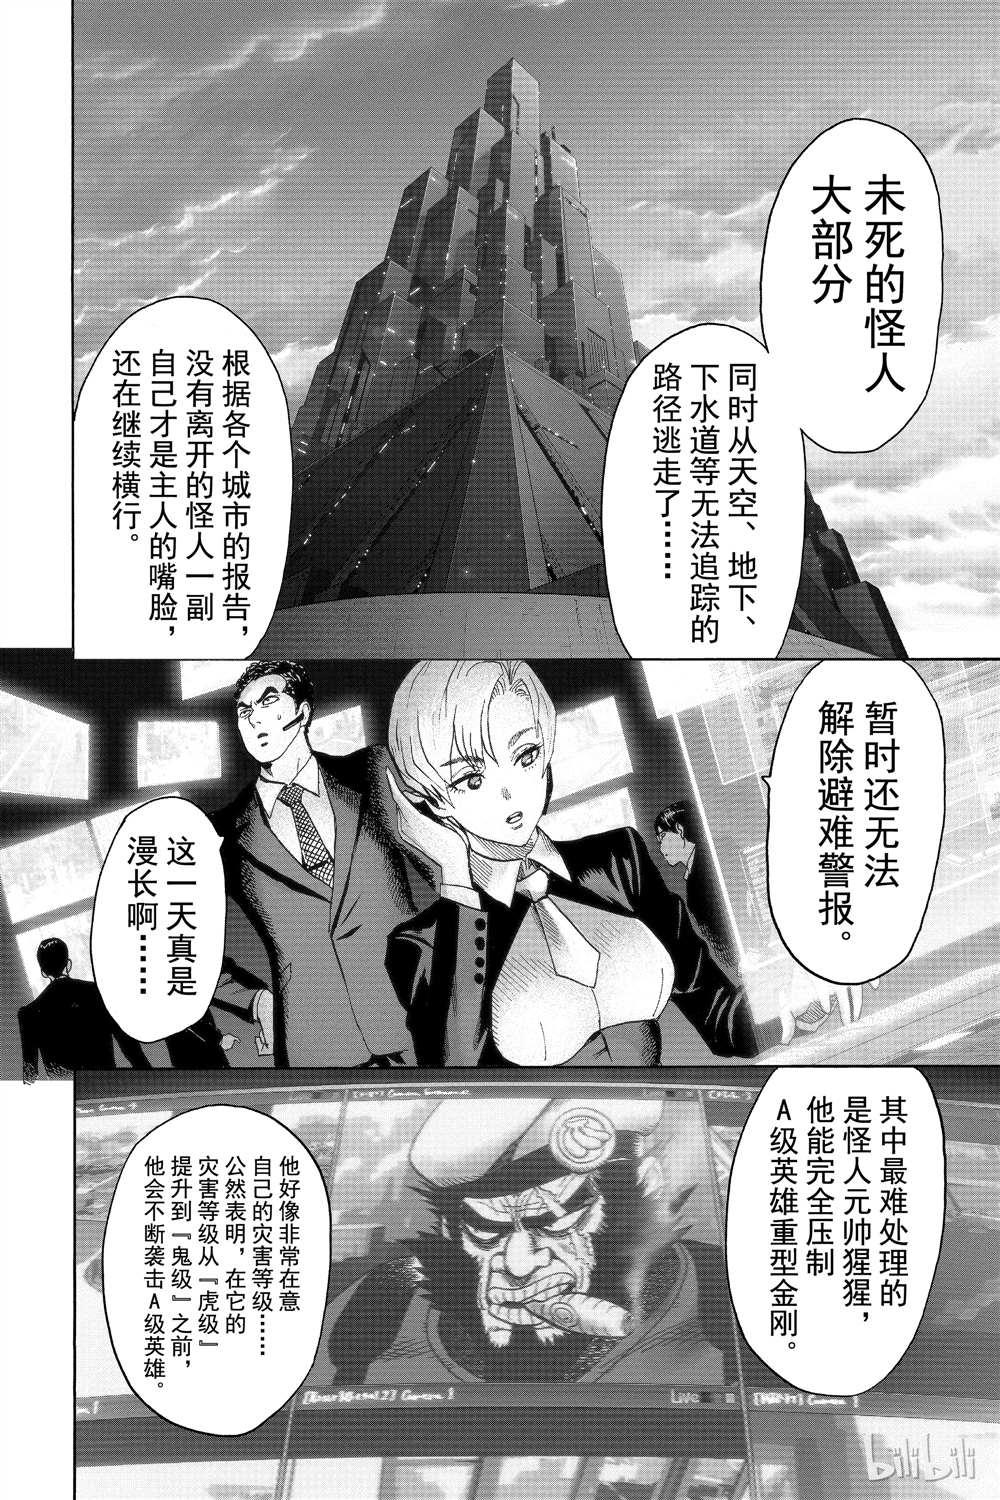 未死的怪人
大部分
同时从天空、地下、
下水道等无法追踪的
路径逃走了……
根据各个城市的报告，
没有离开的怪人一副
自己才是主人的嘴脸，
还在继续横行。
暂时还无法
解除避难警报。
这一天真是
漫长啊……
其中最难处理的
是怪人元帅猩猩，
他能完全压制
A级英雄重型金刚。
他好像非常在意
自己的灾害等级……
公然表明，在它的
灾害等级从『虎级』
提升到『鬼级』之前，
他会不断袭击A级英雄。
Camera 1
Live
Camera 1
bilibili